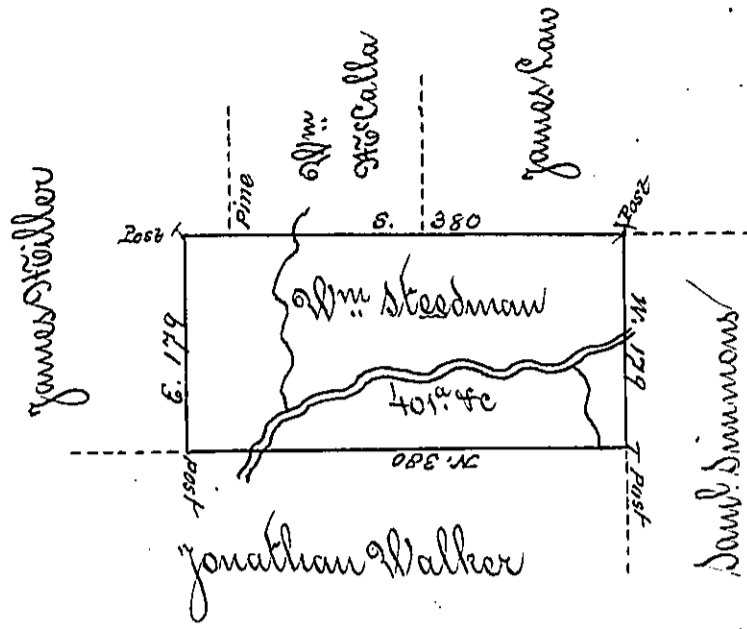 James Miller
Wm
McCalla
James Law
Pine
Post
S. 380
Post
E. 179
Wm Steedman
W. 179
401a. &c
Post
N. 380
Post
Jonathan Walker
Saml. Simmons